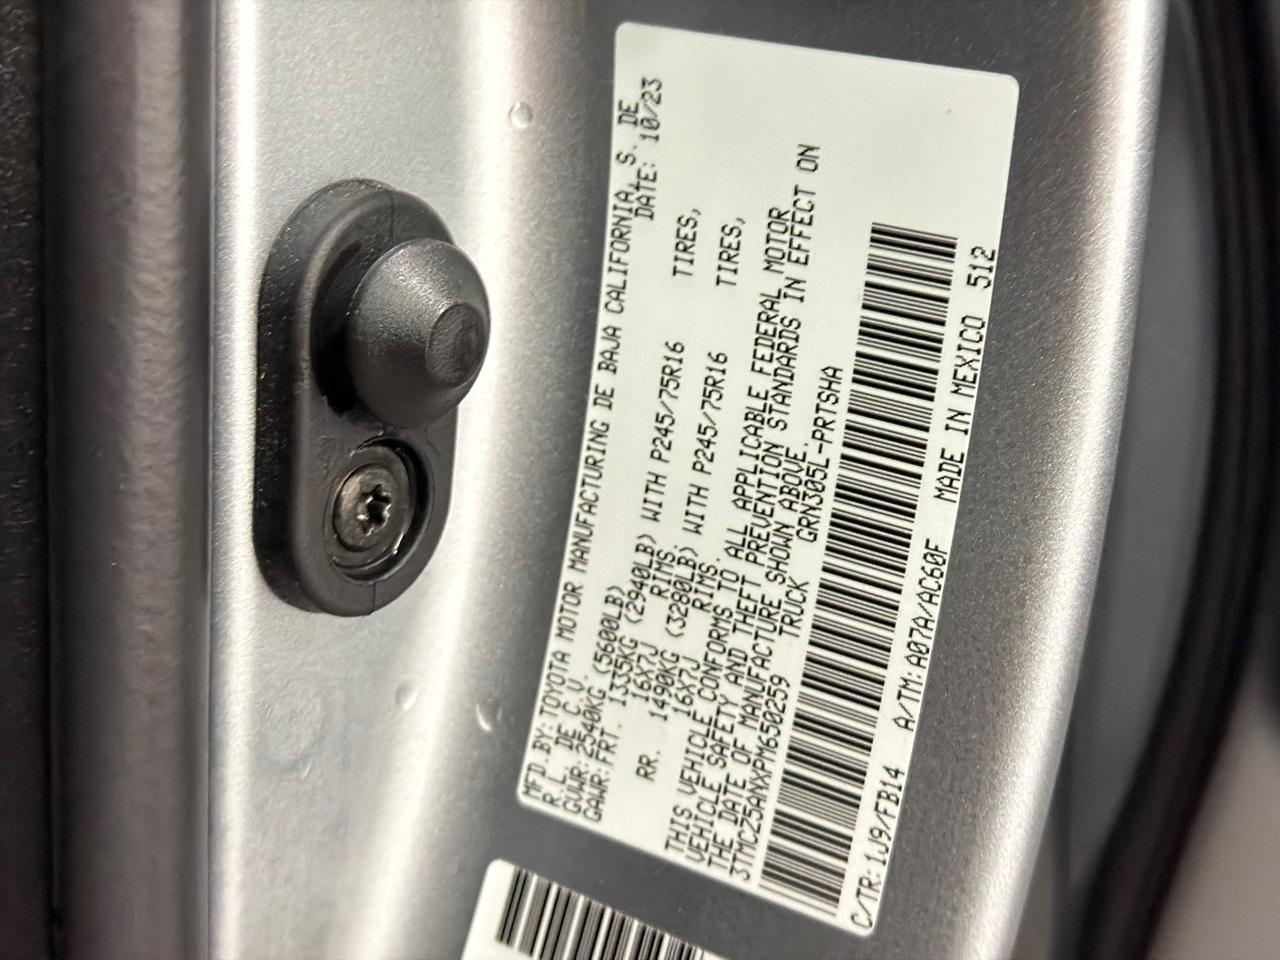 MFD BY:TOYOTA MOTOR MANUFACTURING DE BAJA CALIFORNIA, S. DE
R. L. DE C.V. DATE: 10/23
GVWR:2540KG (5600LB)
GAWR:FRT 1335KG (2940LB) WITH P245/75R16 TIRES,
16X7J RIMS
RR. 1490KG (3280LB) WITH P245/75R16 TIRES,
16X7J RIMS.
THIS VEHICLE CONFORMS TO ALL APPLICABLE FEDERAL MOTOR
VEHICLE SAFETY AND THEFT PREVENTION STANDARDS IN EFFECT ON
THE DATE OF MANUFACTURE SHOWN ABOVE.
3TMCZ5ANXPM650259 TRUCK GRN305L-PRTSHA
C/TR:1J9/FB14 A/TM:A07A/AC60F MADE IN MEXICO 512